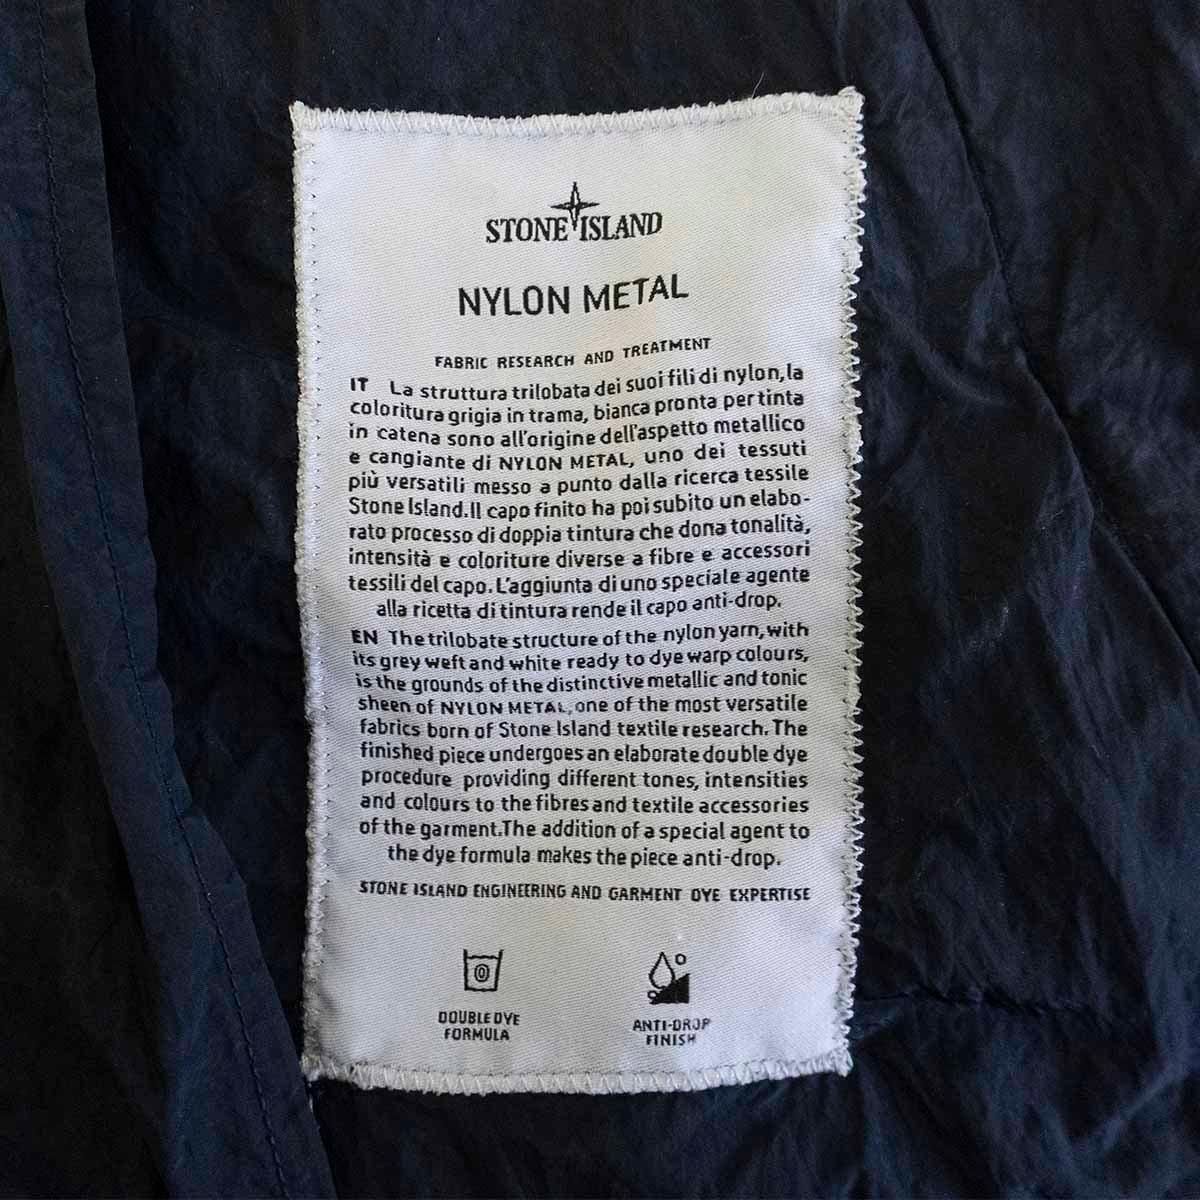 STONE ISLAND
NYLON METAL
FABRIC RESEARCH AND TREATMENT
IT La struttura trilobata dei suoi fili di nylon, la
coloritura grigia in trama, bianca pronta per tinta
in catena sono all'origine dell'aspetto metallico
e cangiante di NYLON METAL, uno dei tessuti
più versatili messo a punto dalla ricerca tessile
Stone Island. Il capo finito ha poi subito un elabo-
rato processo di doppia tintura che dona tonalità,
intensità e coloriture diverse a fibre e accessori
tessili del capo. L'aggiunta di uno speciale agente
alla ricetta di tintura rende il capo anti-drop.
EN The trilobate structure of the nylon yarn, with
its grey weft and white ready to dye warp colours,
is the grounds of the distinctive metallic and tonic
sheen of NYLON METAL, one of the most versatile
fabrics born of Stone Island textile research. The
finished piece undergoes an elaborate double dye
procedure providing different tones, intensities
and colours to the fibres and textile accessories
of the garment. The addition of a special agent to
the dye formula makes the piece anti-drop.
STONE ISLAND ENGINEERING AND GARMENT DYE EXPERTISE
DOUBLE DYE
FORMULA
ANTI-DROP
FINISH